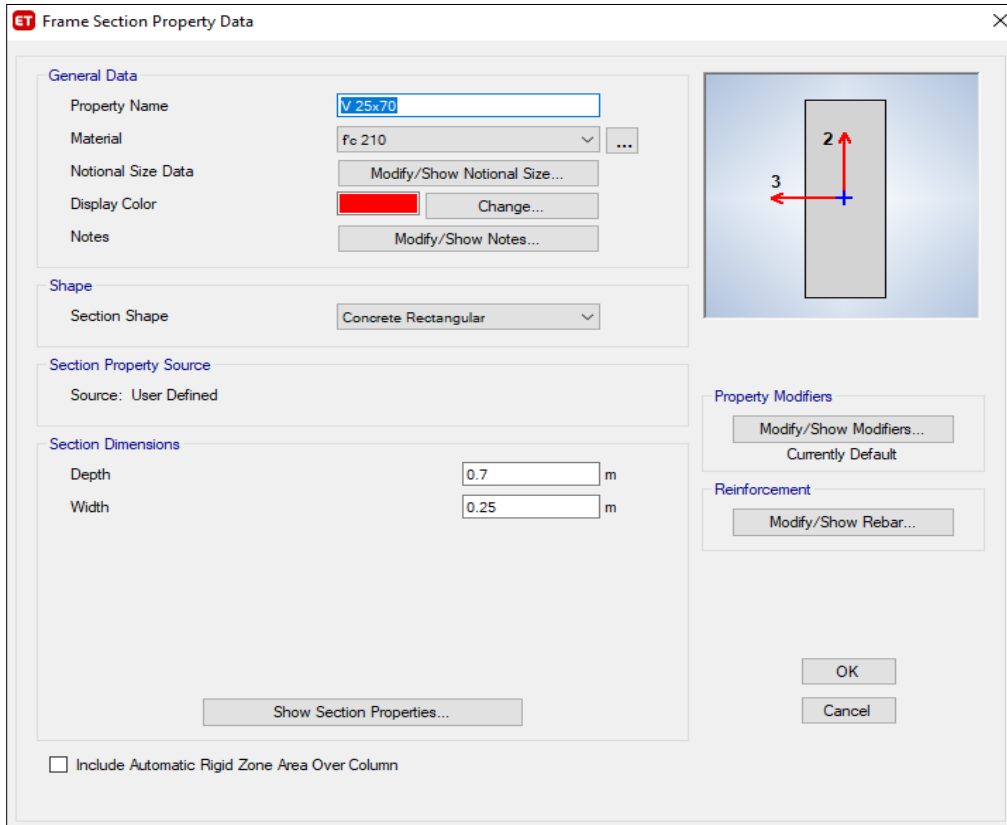 ET Frame Section Property Data
General Data
Property Name V 25x70
Material f'c 210 ...
Notional Size Data Modify/Show Notional Size...
Display Color Change...
Notes Modify/Show Notes...
2
3
Shape
Section Shape Concrete Rectangular
Section Property Source
Source: User Defined
Property Modifiers
Modify/Show Modifiers...
Currently Default
Section Dimensions
Depth 0.7 m
Width 0.25 m
Reinforcement
Modify/Show Rebar...
Show Section Properties...
OK
Cancel
Include Automatic Rigid Zone Area Over Column